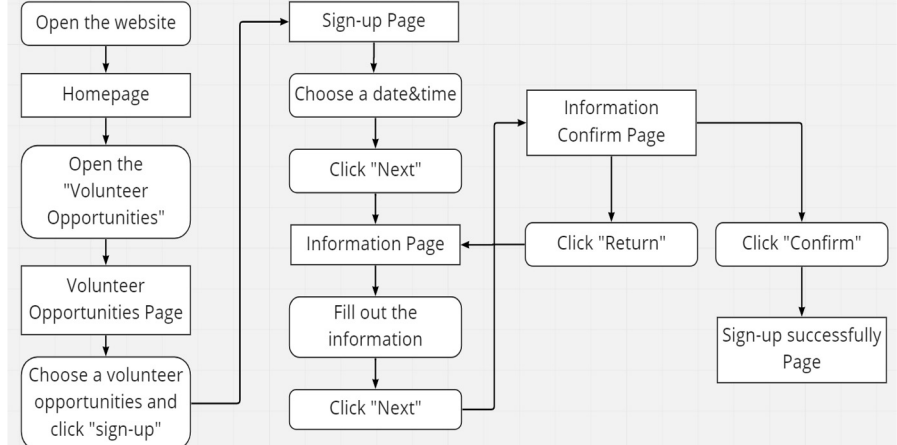 Open the website
Homepage
Open the
"Volunteer
Opportunities"
Volunteer
Opportunities Page
Choose a volunteer
opportunities and
click "sign-up"
Sign-up Page
Choose a date&time
Click "Next"
Information Page
Fill out the
information
Click "Next"
Information
Confirm Page
Click "Return"
Click "Confirm"
Sign-up successfully
Page